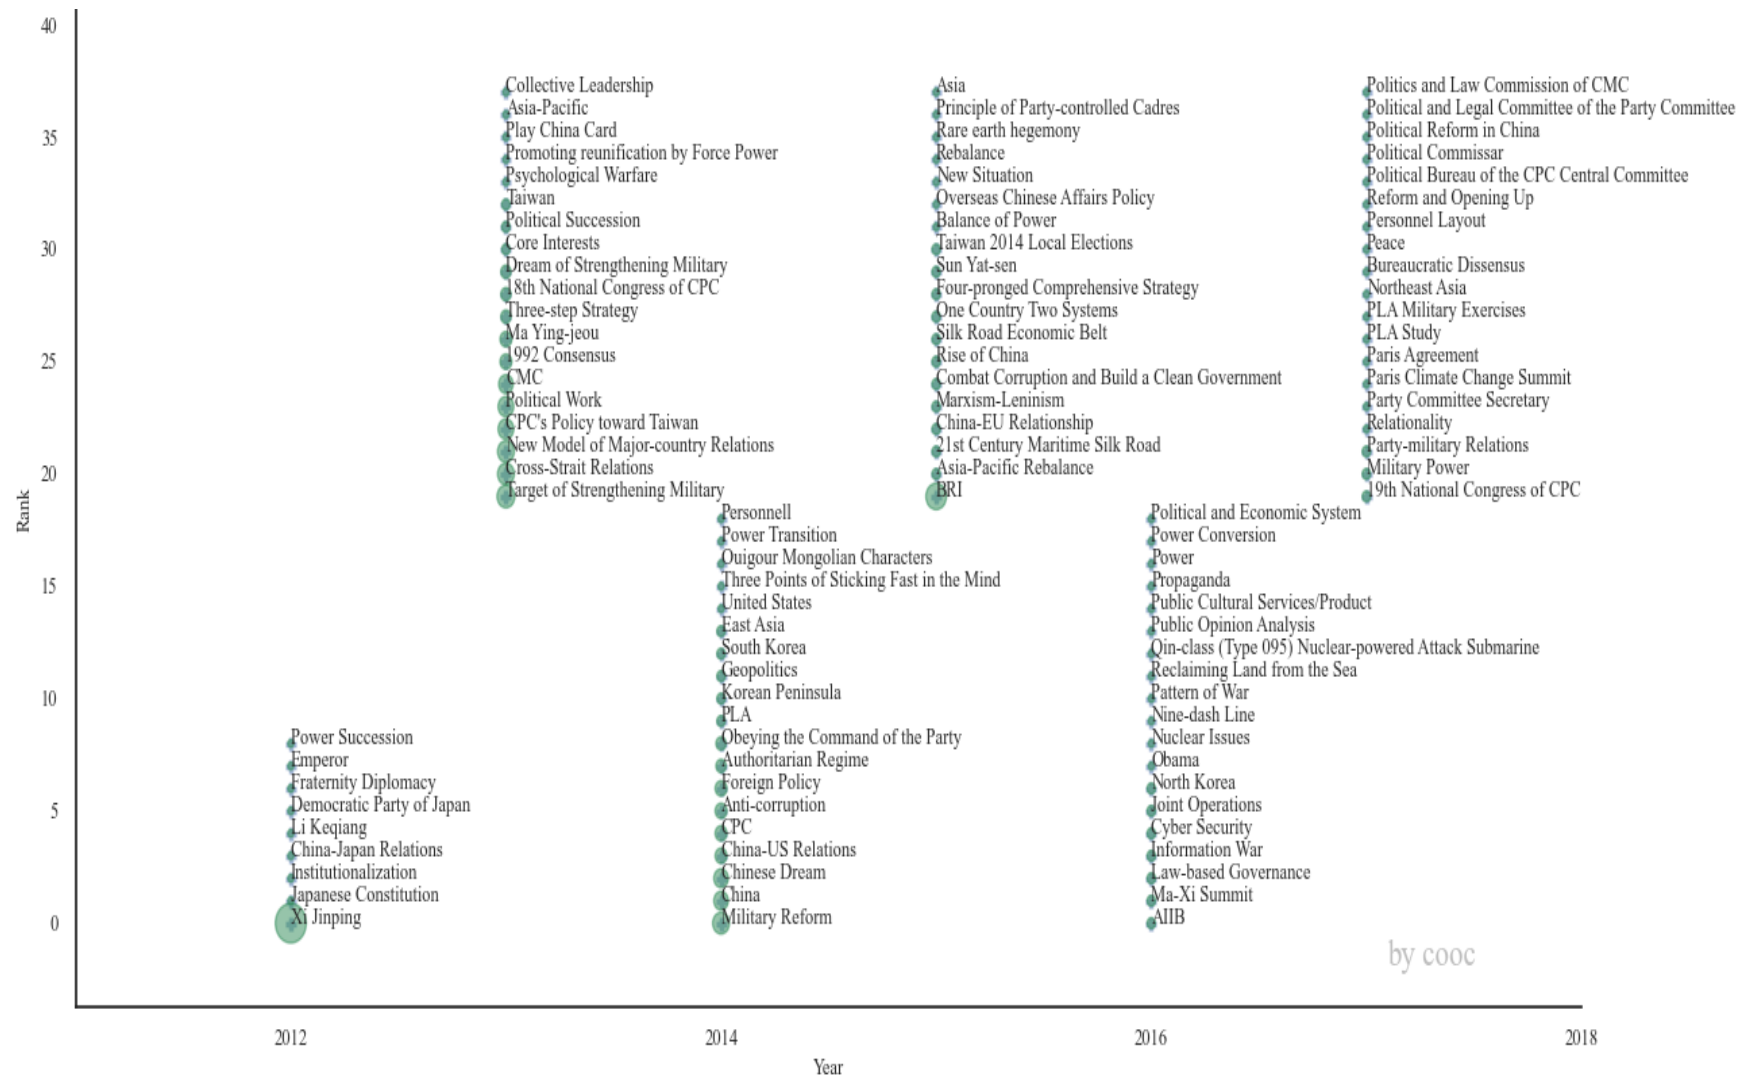 40
35
30
25
20
15
10
5
0
Rank
Power Succession
Emperor
Fraternity Diplomacy
Democratic Party of Japan
Li Keqiang
China-Japan Relations
Institutionalization
Japanese Constitution
Xi Jinping
Collective Leadership
Asia-Pacific
Play China Card
Promoting reunification by Force Power
Psychological Warfare
Taiwan
Political Succession
Core Interests
Dream of Strengthening Military
18th National Congress of CPC
Three-step Strategy
Ma Ying-jeou
1992 Consensus
CMC
Political Work
CPC's Policy toward Taiwan
New Model of Major-country Relations
Cross-Strait Relations
Target of Strengthening Military
Personnell
Power Transition
Ouigour Mongolian Characters
Three Points of Sticking Fast in the Mind
United States
East Asia
South Korea
Geopolitics
Korean Peninsula
PLA
Obeying the Command of the Party
Authoritarian Regime
Foreign Policy
Anti-corruption
CPC
China-US Relations
Chinese Dream
China
Military Reform
Asia
Principle of Party-controlled Cadres
Rare earth hegemony
Rebalance
New Situation
Overseas Chinese Affairs Policy
Balance of Power
Taiwan 2014 Local Elections
Sun Yat-sen
Four-pronged Comprehensive Strategy
One Country Two Systems
Silk Road Economic Belt
Rise of China
Combat Corruption and Build a Clean Government
Marxism-Leninism
China-EU Relationship
21st Century Maritime Silk Road
Asia-Pacific Rebalance
BRI
Political and Economic System
Power Conversion
Power
Propaganda
Public Cultural Services/Product
Public Opinion Analysis
Qin-class (Type 095) Nuclear-powered Attack Submarine
Reclaiming Land from the Sea
Pattern of War
Nine-dash Line
Nuclear Issues
Obama
North Korea
Joint Operations
Cyber Security
Information War
Law-based Governance
Ma-Xi Summit
AIIB
Politics and Law Commission of CMC
Political and Legal Committee of the Party Committee
Political Reform in China
Political Commissar
Political Bureau of the CPC Central Committee
Reform and Opening Up
Personnel Layout
Peace
Bureaucratic Dissensus
Northeast Asia
PLA Military Exercises
PLA Study
Paris Agreement
Paris Climate Change Summit
Party Committee Secretary
Relationality
Party-military Relations
Military Power
19th National Congress of CPC
by cooc
2012
2014
2016
2018
Year